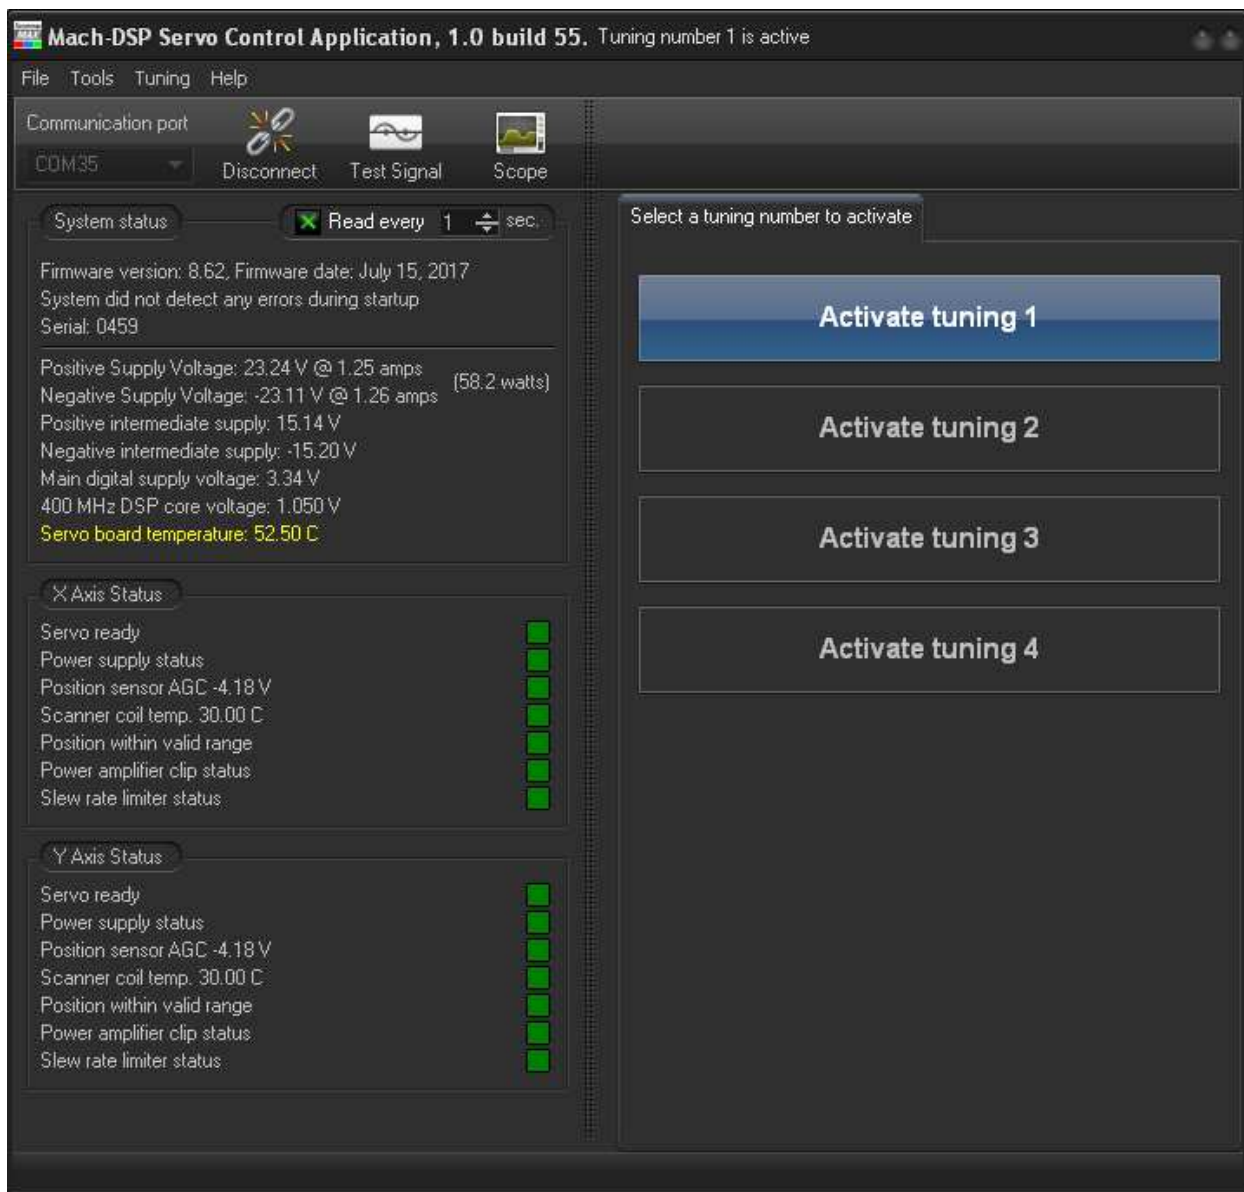 Mach-DSP Servo Control Application, 1.0 build 55. Tuning number 1 is active
File Tools Tuning Help
Communication port
COM35
Disconnect Test Signal Scope
System status
Read every 1 sec.
Firmware version: 8.62, Firmware date: July 15, 2017
System did not detect any errors during startup
Serial: 0459
Positive Supply Voltage: 23.24 V @ 1.25 amps
(58.2 watts)
Negative Supply Voltage: -23.11 V @ 1.26 amps
Positive intermediate supply: 15.14 V
Negative intermediate supply: -15.20 V
Main digital supply voltage: 3.34 V
400 MHz DSP core voltage: 1.050 V
Servo board temperature: 52.50 C
X Axis Status
Servo ready
Power supply status
Position sensor AGC -4.18 V
Scanner coil temp. 30.00 C
Position within valid range
Power amplifier clip status
Slew rate limiter status
Y Axis Status
Servo ready
Power supply status
Position sensor AGC -4.18 V
Scanner coil temp. 30.00 C
Position within valid range
Power amplifier clip status
Slew rate limiter status
Select a tuning number to activate
Activate tuning 1
Activate tuning 2
Activate tuning 3
Activate tuning 4